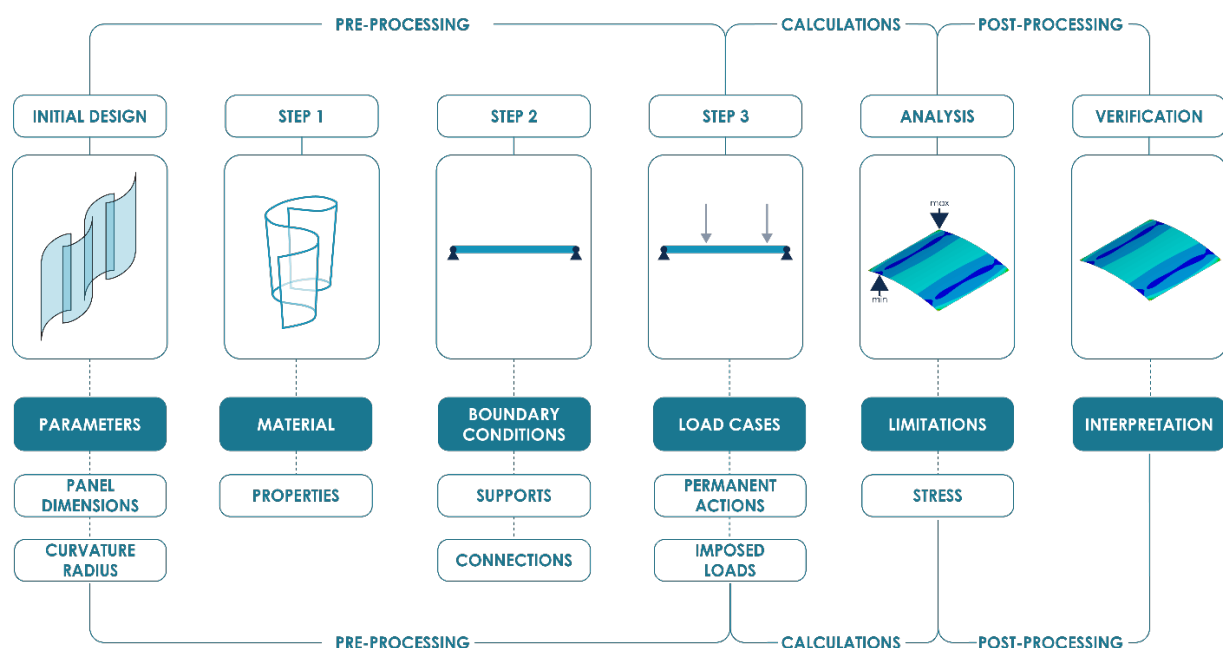 PRE-PROCESSING
CALCULATIONS
POST-PROCESSING
INITIAL DESIGN
STEP 1
STEP 2
STEP 3
ANALYSIS
VERIFICATION
max
min
PARAMETERS
MATERIAL
BOUNDARY
CONDITIONS
LOAD CASES
LIMITATIONS
INTERPRETATION
PANEL
DIMENSIONS
PROPERTIES
SUPPORTS
PERMANENT
ACTIONS
STRESS
CURVATURE
RADIUS
CONNECTIONS
IMPOSED
LOADS
PRE-PROCESSING
CALCULATIONS
POST-PROCESSING